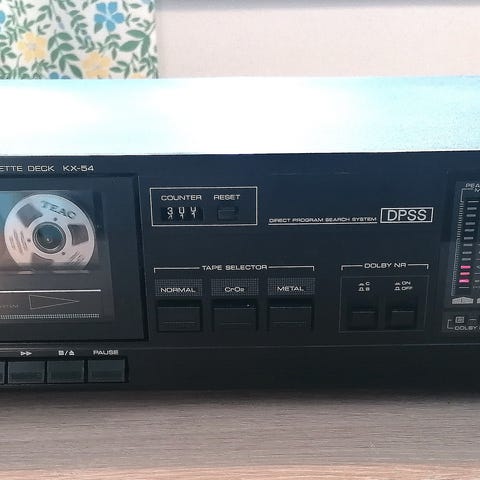 ETTE DECK KX-54
COUNTER RESET
DIRECT PROGRAM SEARCH SYSTEM DPSS
TEAC
TAPE SELECTOR
NORMAL CrO₂ METAL
DOLBY NR
C
B
ON
OFF
PEA
M
DOLBY
PAUSE